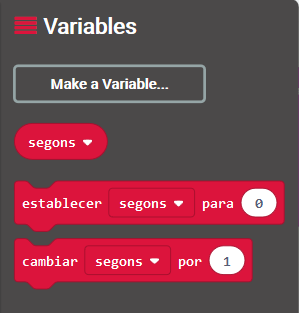 Variables
Make a Variable...
segons
establecer segons para 0
cambiar segons por 1